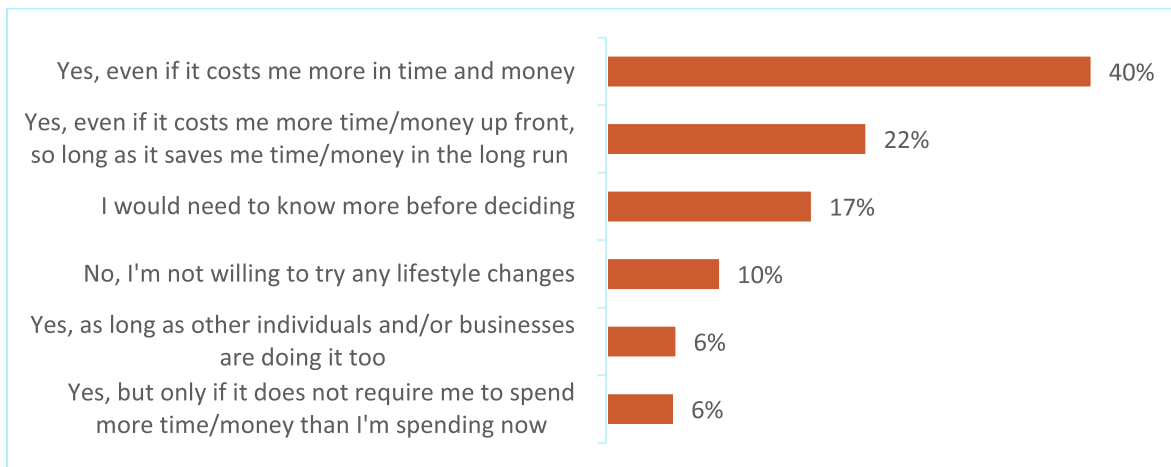 Yes, even if it costs me more in time and money
40%
Yes, even if it costs me more time/money up front,
so long as it saves me time/money in the long run
22%
I would need to know more before deciding
17%
No, I'm not willing to try any lifestyle changes
10%
Yes, as long as other individuals and/or businesses
are doing it too
6%
Yes, but only if it does not require me to spend
more time/money than I'm spending now
6%